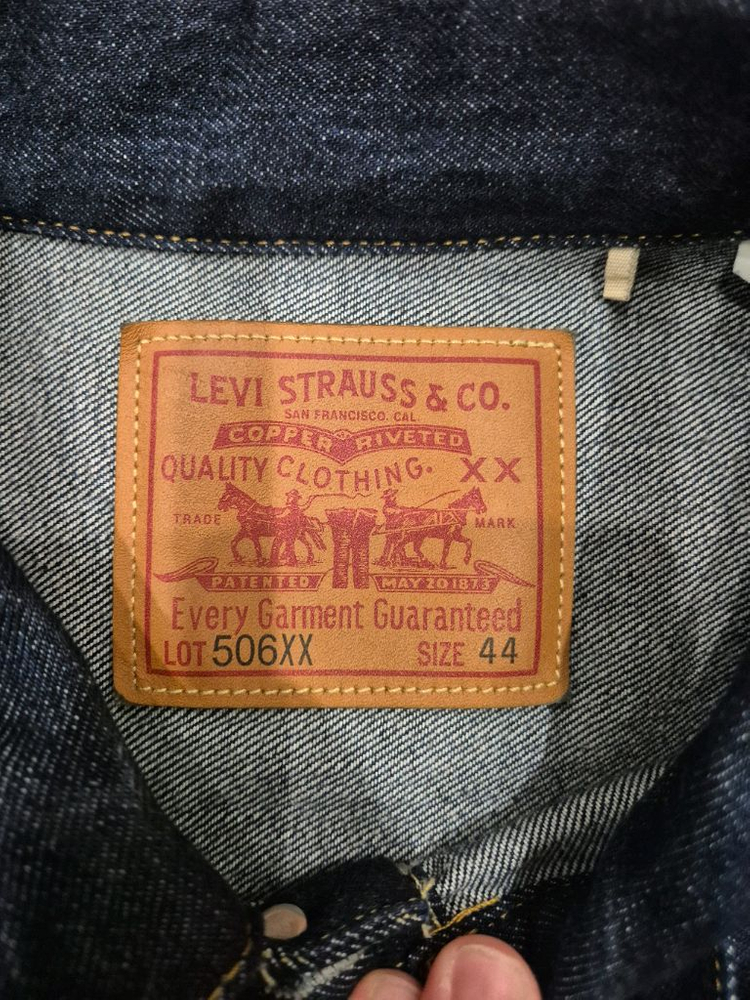 LEVI STRAUSS & CO.
SAN FRANCISCO. CAL
COPPER RIVETED
QUALITY CLOTHING. XX
TRADE MARK
PATENTED MAY 20 1873
Every Garment Guaranteed
LOT 506XX SIZE 44